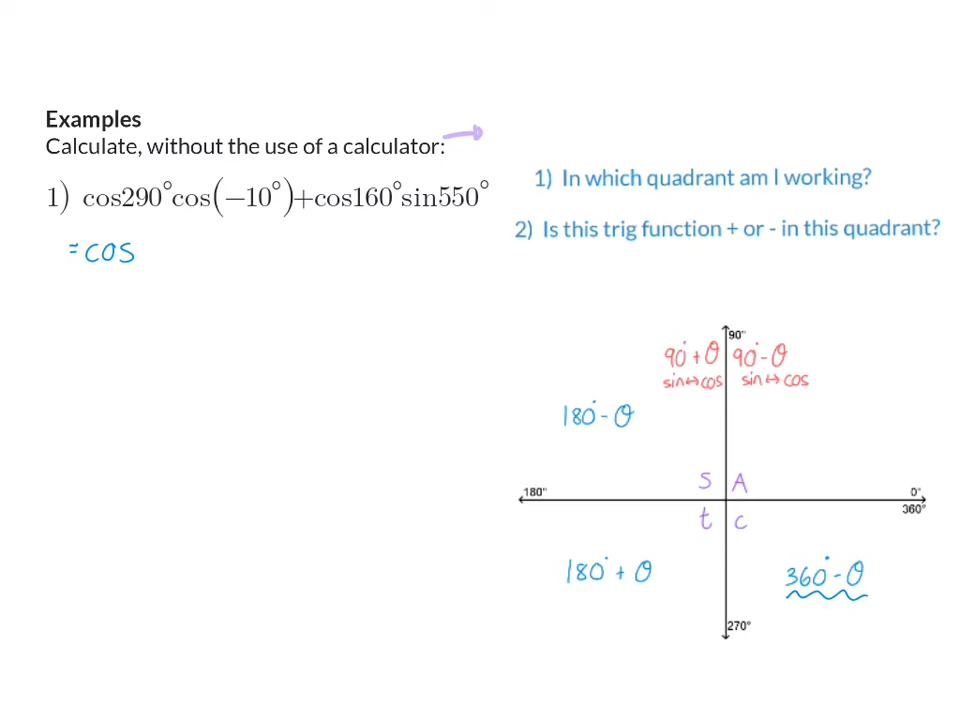 Examples
Calculate, without the use of a calculator:
1) cos290°cos(−10°)+cos160°sin550°
= cos
1) In which quadrant am I working?
2) Is this trig function + or - in this quadrant?
90°
90°+θ 90°-θ
sin↔cos sin↔cos
180°-θ
S A
180° 0°
360°
t c
180°+θ 360°-θ
270°